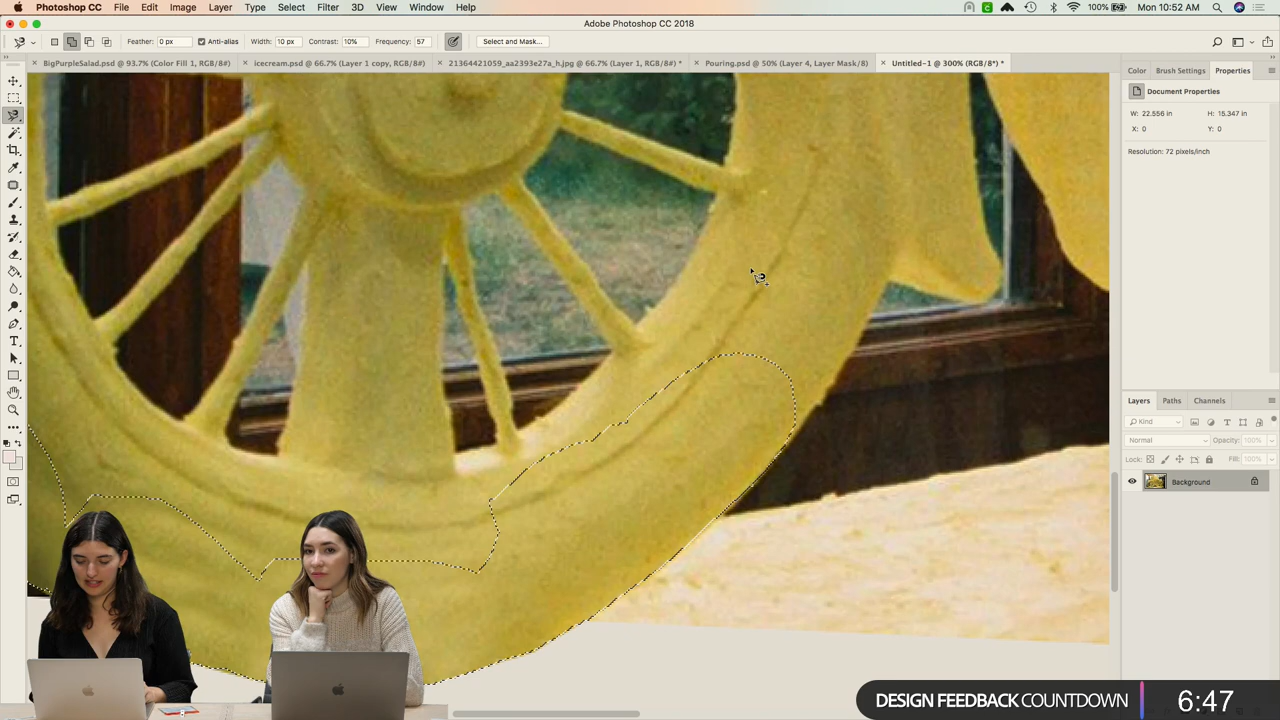 Photoshop CC File Edit Image Layer Type Select Filter 3D View Window Help 100% Mon 10:52 AM
Adobe Photoshop CC 2018
Feather: 0 px Anti-alias Width: 10 px Contrast: 10% Frequency: 57 Select and Mask...
BigPurpleSalad.psd @ 93.7% (Color Fill 1, RGB/8#) icecream.psd @ 66.7% (Layer 1 copy, RGB/8#) 21364421059_aa2393e27a_h.jpg @ 66.7% (Layer 1, RGB/8#) * Pouring.psd @ 50% (Layer 4, Layer Mask/8) Untitled-1 @ 300% (RGB/8*) *
Color Brush Settings Properties
Document Properties
W: 22.556 in H: 15.347 in
X: 0 Y: 0
Resolution: 72 pixels/inch
Layers Paths Channels
Kind
Normal Opacity: 100%
Lock: Fill: 100%
Background
DESIGN FEEDBACK COUNTDOWN 6:47